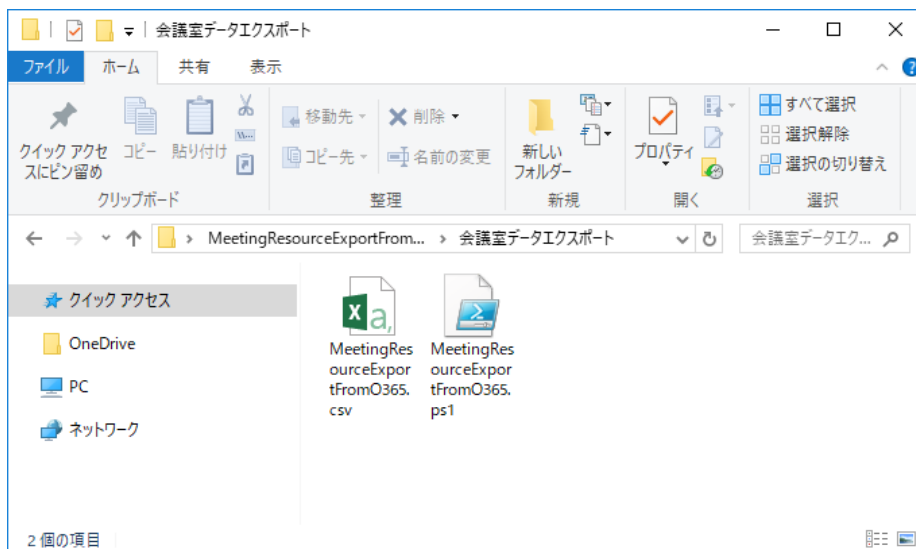 会議室データエクスポート
ファイル ホーム 共有 表示
クイック アクセスにピン留め
コピー
貼り付け
クリップボード
移動先
コピー先
削除
名前の変更
整理
新しいフォルダー
新規
プロパティ
開く
すべて選択
選択解除
選択の切り替え
選択
MeetingResourceExportFrom... 会議室データエクスポート
会議室データエク...
クイック アクセス
OneDrive
PC
ネットワーク
MeetingRes
ourceExpor
tFromO365.
csv
MeetingRes
ourceExpor
tFromO365.
ps1
2 個の項目